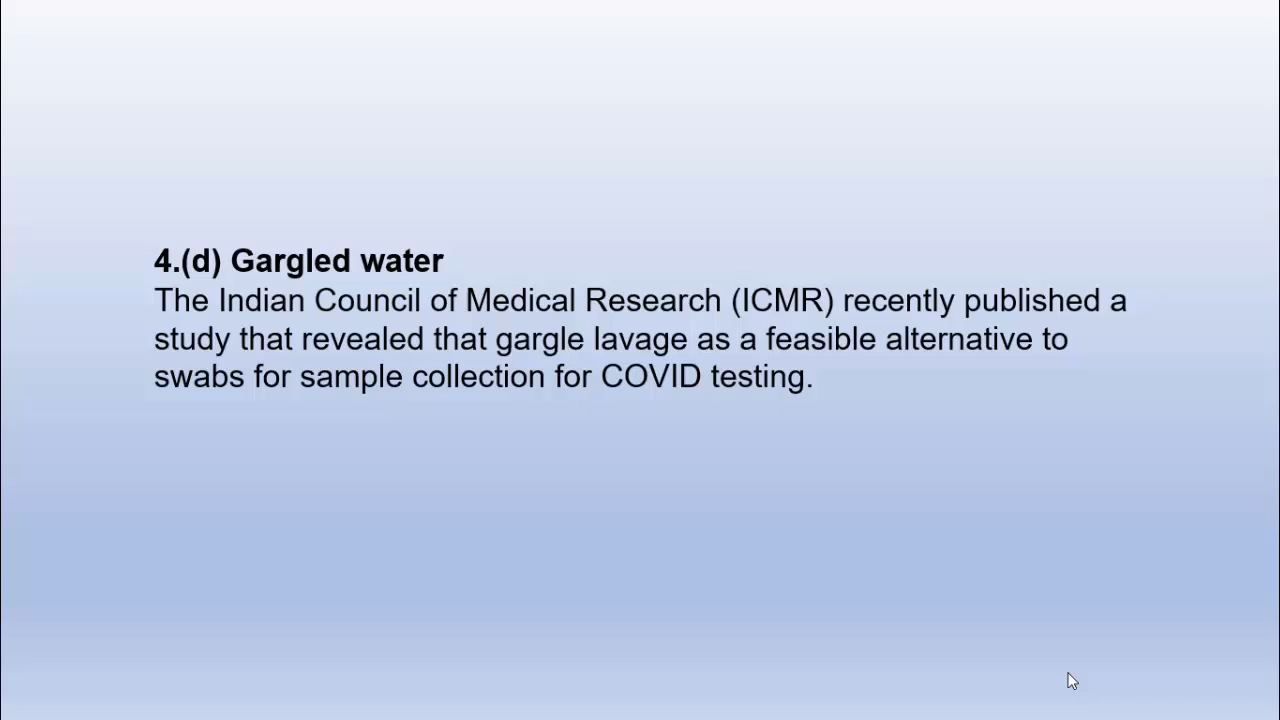 4.(d) Gargled water
The Indian Council of Medical Research (ICMR) recently published a
study that revealed that gargle lavage as a feasible alternative to
swabs for sample collection for COVID testing.